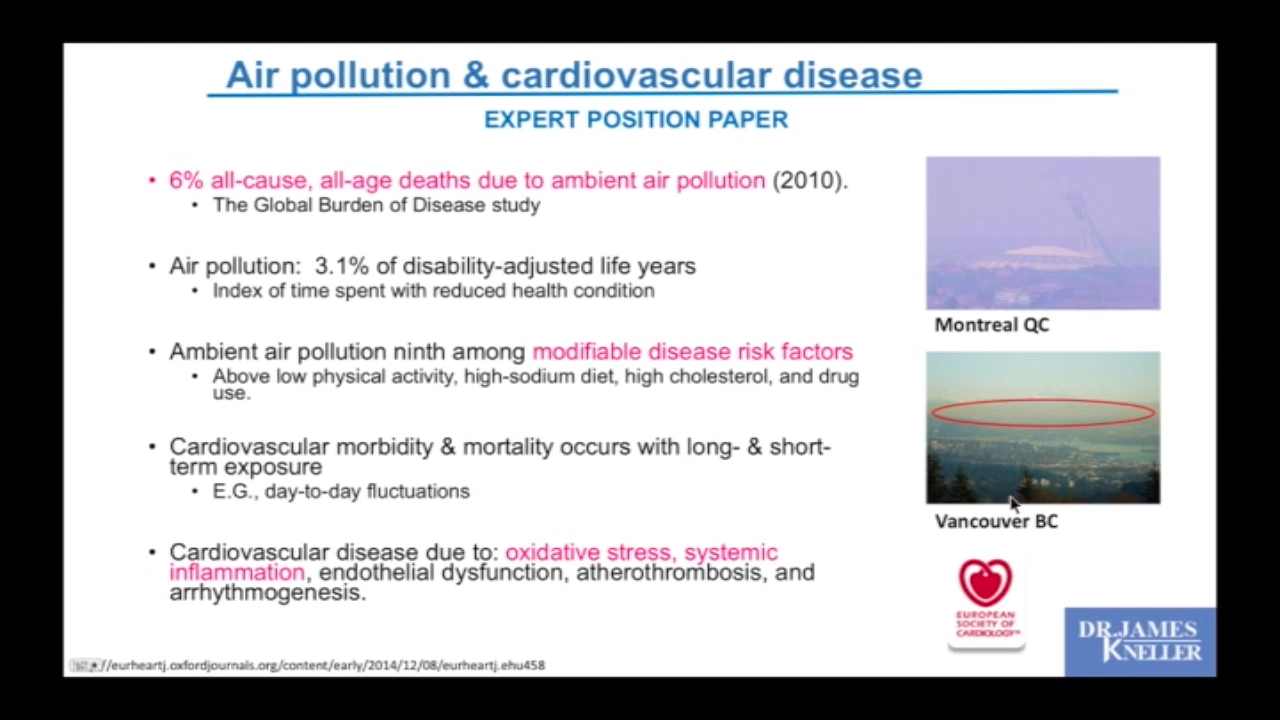 Air pollution & cardiovascular disease
EXPERT POSITION PAPER
• 6% all-cause, all-age deaths due to ambient air pollution (2010).
• The Global Burden of Disease study
• Air pollution: 3.1% of disability-adjusted life years
• Index of time spent with reduced health condition
• Ambient air pollution ninth among modifiable disease risk factors
• Above low physical activity, high-sodium diet, high cholesterol, and drug
use.
• Cardiovascular morbidity & mortality occurs with long- & short-
term exposure
• E.G., day-to-day fluctuations
• Cardiovascular disease due to: oxidative stress, systemic
inflammation, endothelial dysfunction, atherothrombosis, and
arrhythmogenesis.
Montreal QC
Vancouver BC
EUROPEAN
SOCIETY OF
CARDIOLOGY
DR.JAMES
KNELLER
//eurheartj.oxfordjournals.org/content/early/2014/12/08/eurheartj.ehu458